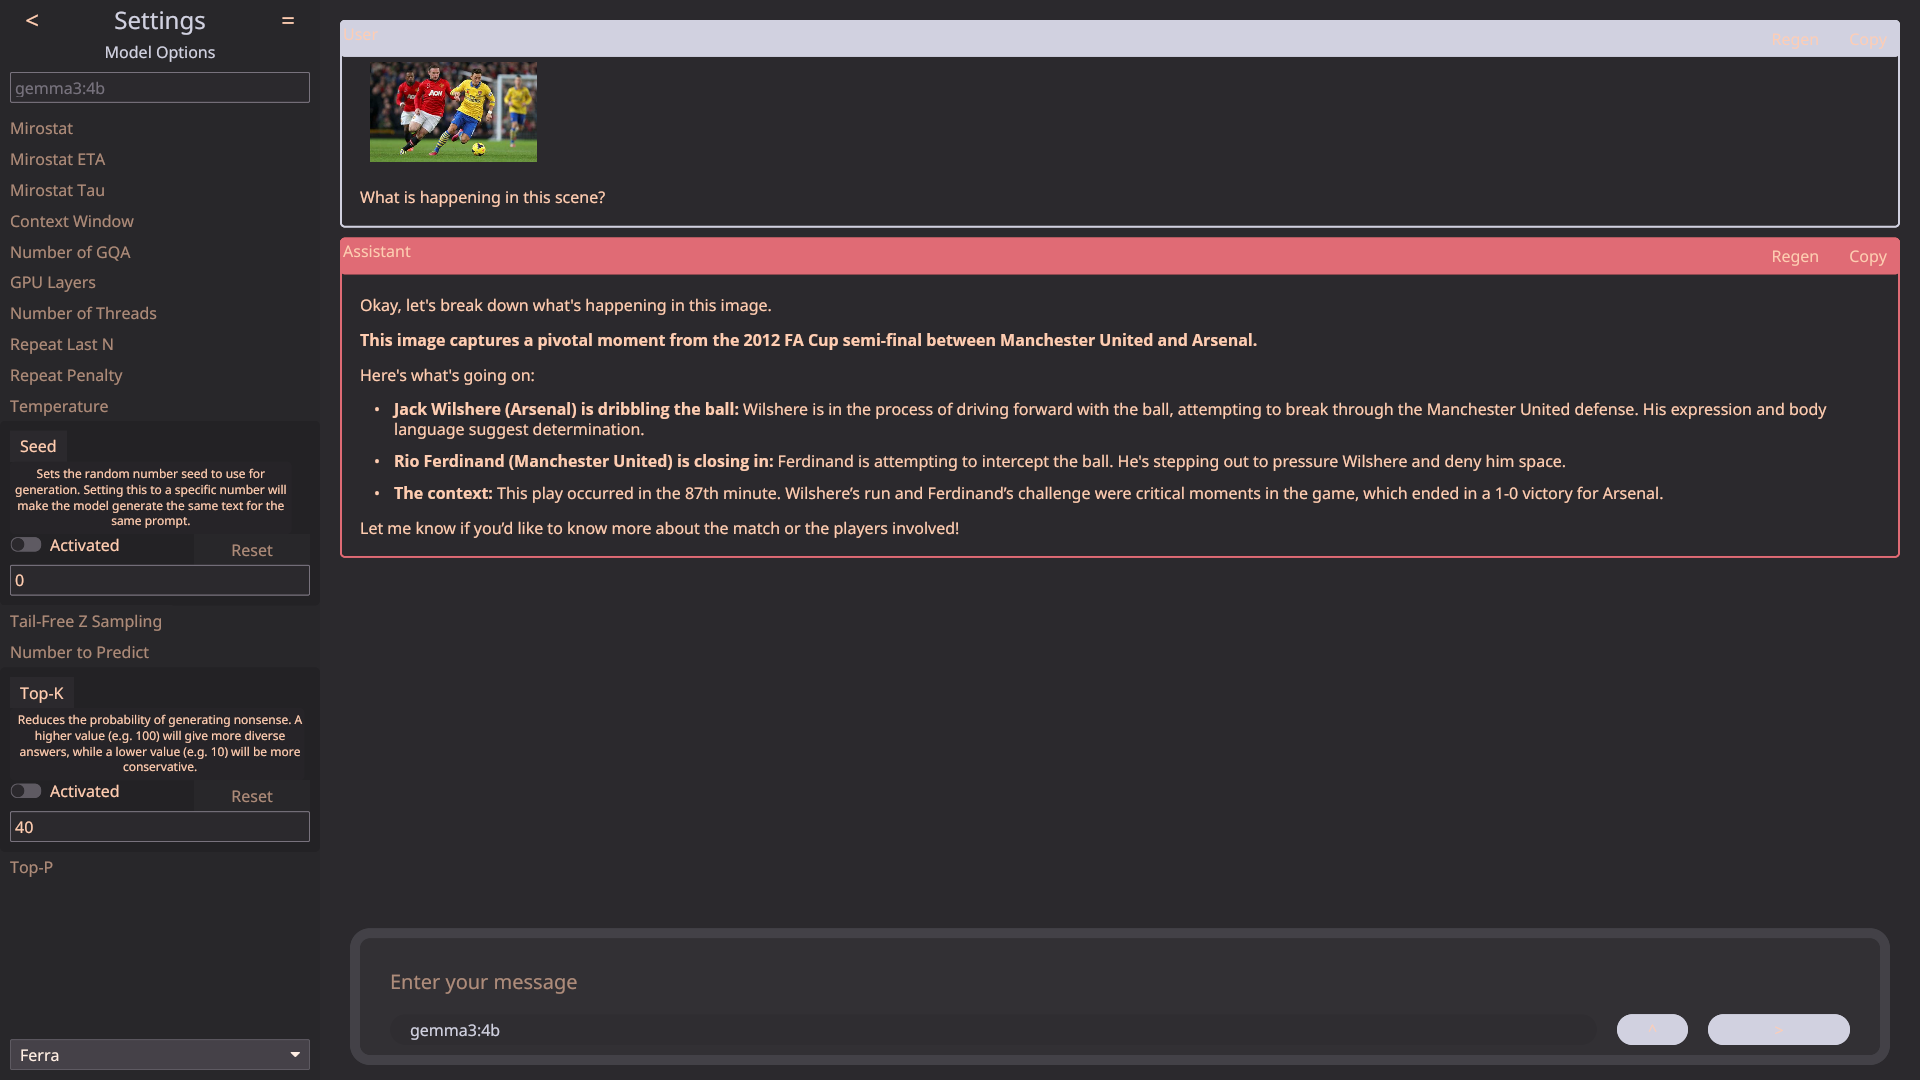 <
Settings
=
Model Options
gemma3:4b
Mirostat
Mirostat ETA
Mirostat Tau
Context Window
Number of GQA
GPU Layers
Number of Threads
Repeat Last N
Repeat Penalty
Temperature
Seed
Sets the random number seed to use for
generation. Setting this to a specific number will
make the model generate the same text for the
same prompt.
Activated
Reset
0
Tail-Free Z Sampling
Number to Predict
Top-K
Reduces the probability of generating nonsense. A
higher value (e.g. 100) will give more diverse
answers, while a lower value (e.g. 10) will be more
conservative.
Activated
Reset
40
Top-P
Ferra
User
Regen
Copy
AON
What is happening in this scene?
Assistant
Regen
Copy
Okay, let's break down what's happening in this image.
This image captures a pivotal moment from the 2012 FA Cup semi-final between Manchester United and Arsenal.
Here's what's going on:
• Jack Wilshere (Arsenal) is dribbling the ball: Wilshere is in the process of driving forward with the ball, attempting to break through the Manchester United defense. His expression and body
language suggest determination.
• Rio Ferdinand (Manchester United) is closing in: Ferdinand is attempting to intercept the ball. He's stepping out to pressure Wilshere and deny him space.
• The context: This play occurred in the 87th minute. Wilshere’s run and Ferdinand’s challenge were critical moments in the game, which ended in a 1-0 victory for Arsenal.
Let me know if you’d like to know more about the match or the players involved!
Enter your message
gemma3:4b